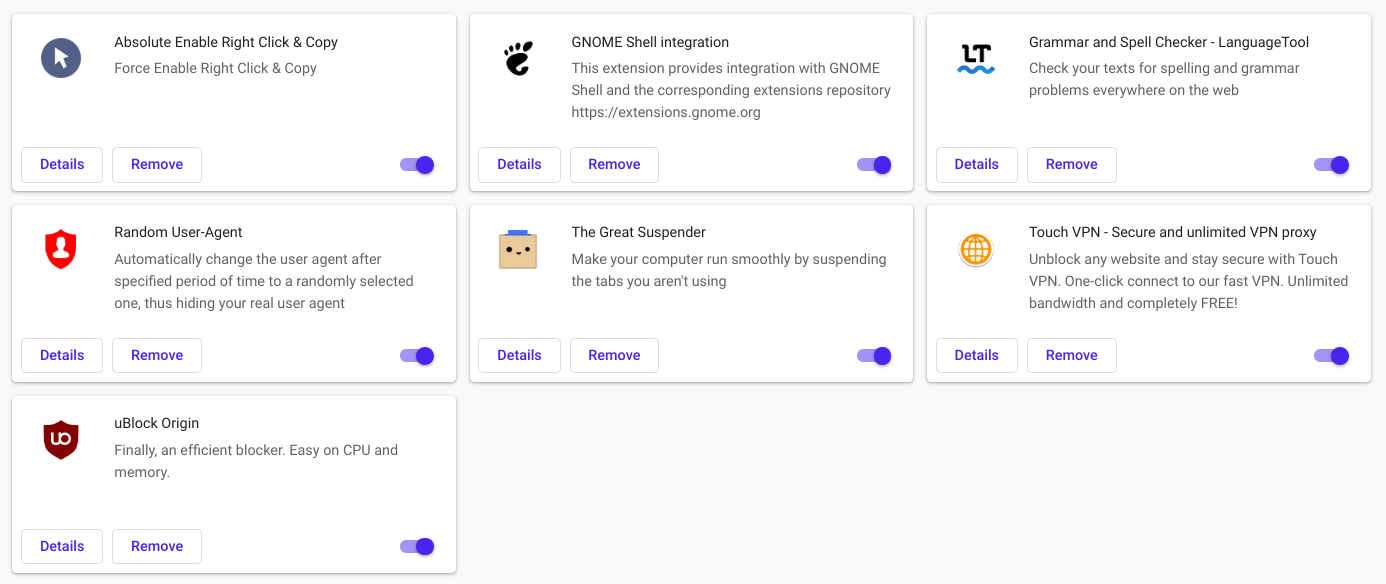 Absolute Enable Right Click & Copy
Force Enable Right Click & Copy
Details
Remove
GNOME Shell integration
This extension provides integration with GNOME
Shell and the corresponding extensions repository
https://extensions.gnome.org
Details
Remove
LT
Grammar and Spell Checker - LanguageTool
Check your texts for spelling and grammar
problems everywhere on the web
Details
Remove
Random User-Agent
Automatically change the user agent after
specified period of time to a randomly selected
one, thus hiding your real user agent
Details
Remove
The Great Suspender
Make your computer run smoothly by suspending
the tabs you aren't using
Details
Remove
Touch VPN - Secure and unlimited VPN proxy
Unblock any website and stay secure with Touch
VPN. One-click connect to our fast VPN. Unlimited
bandwidth and completely FREE!
Details
Remove
uo
uBlock Origin
Finally, an efficient blocker. Easy on CPU and
memory.
Details
Remove